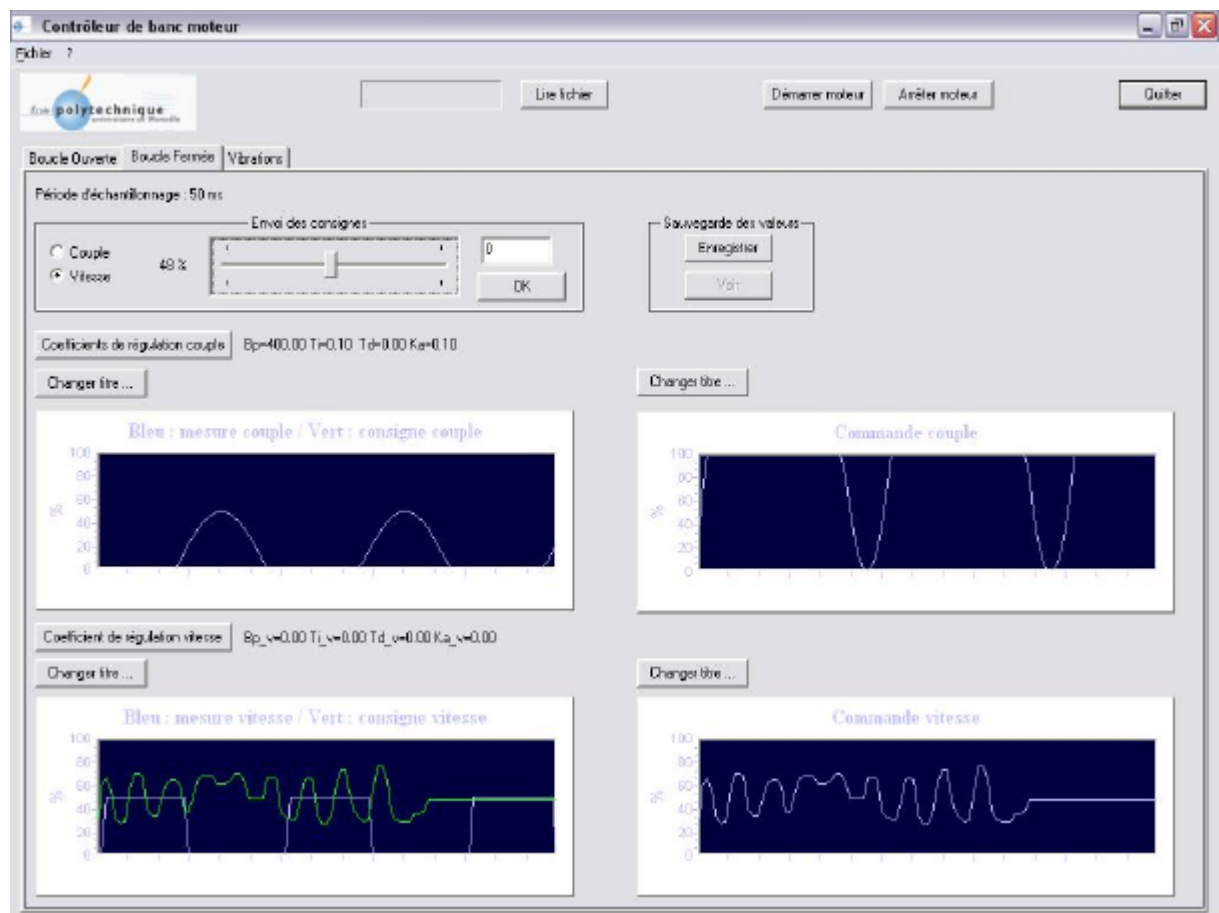 Contrôleur de banc moteur
Fichier ?
école polytechnique
universitaire de Marseille
Lire fichier
Démarrer moteur
Arrêter moteur
Quitter
Boucle Ouverte
Boucle Fermée
Vibrations
Période d'échantillonnage : 50 ms
Envoi des consignes
Couple
Vitesse
48 %
0
OK
Sauvegarde des valeurs
Enregistrer
Voir
Coefficients de régulation couple
Bp=400.00 Ti=0.10 Td=0.00 Ka=0.10
Changer titre ...
Changer titre ...
Bleu : mesure couple / Vert : consigne couple
100
80
60
40
20
0
%
Commande couple
100
80
60
40
20
0
%
Coefficient de régulation vitesse
Bp_v=0.00 Ti_v=0.00 Td_v=0.00 Ka_v=0.00
Changer titre ...
Changer titre ...
Bleu : mesure vitesse / Vert : consigne vitesse
100
80
60
40
20
0
%
Commande vitesse
100
80
60
40
20
0
%